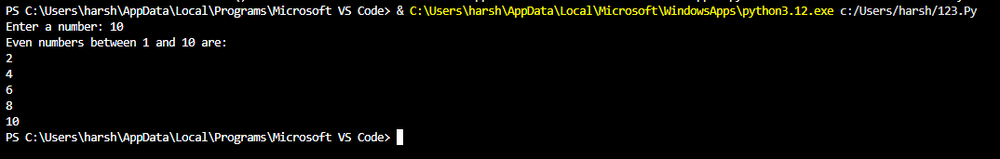 PS C:\Users\harsh\AppData\Local\Programs\Microsoft VS Code> & C:\Users\harsh\AppData\Local\Microsoft\WindowsApps\python3.12.exe c:/Users/harsh/123.Py
Enter a number: 10
Even numbers between 1 and 10 are:
2
4
6
8
10
PS C:\Users\harsh\AppData\Local\Programs\Microsoft VS Code>